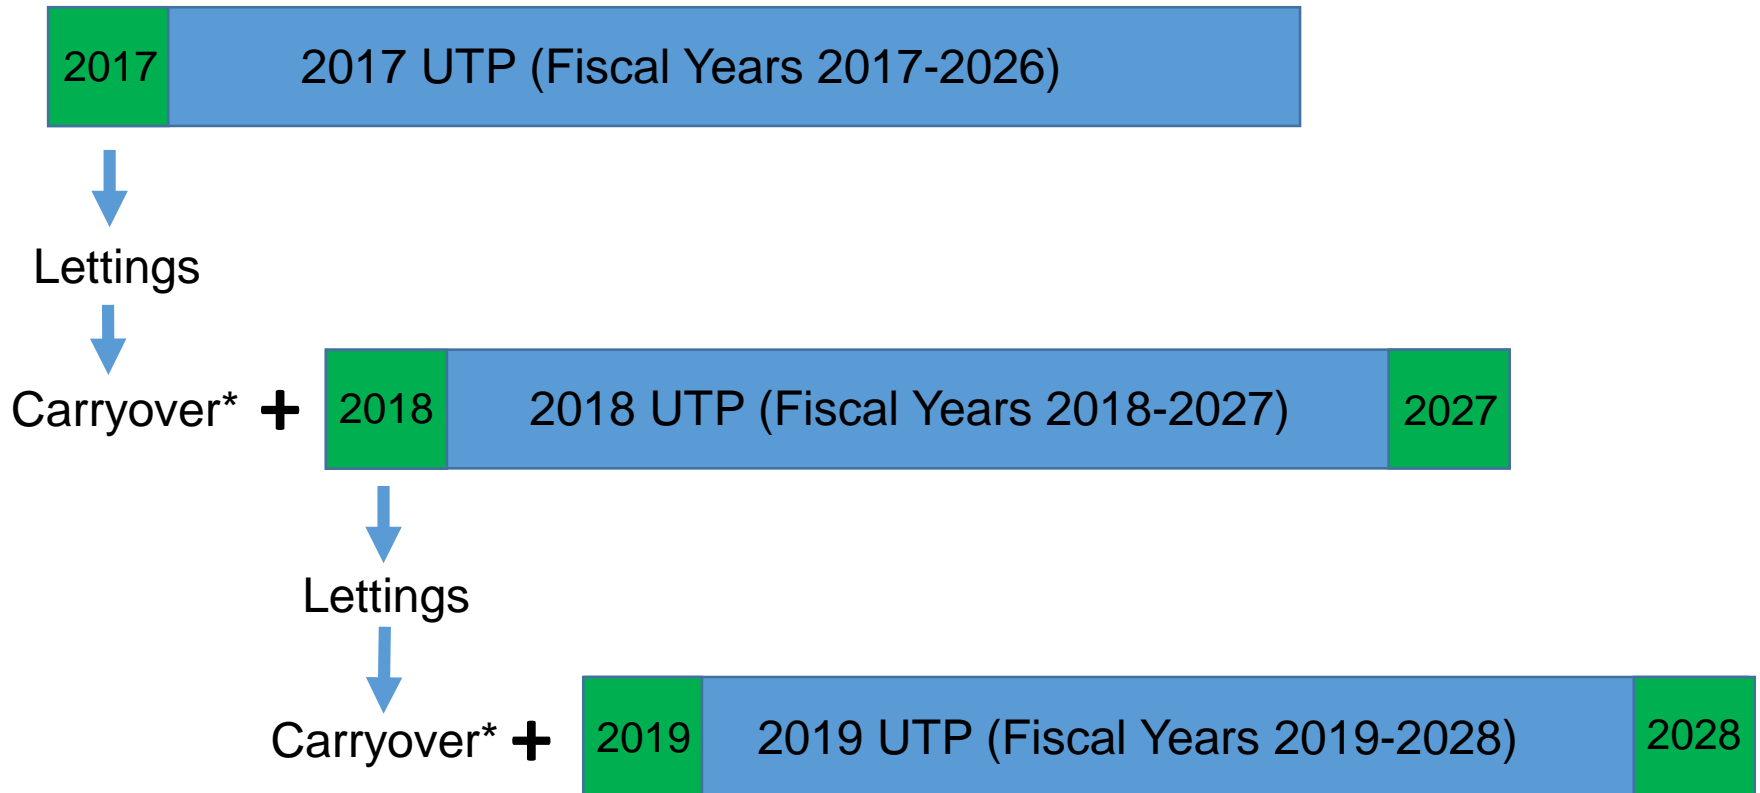 2017 2017 UTP (Fiscal Years 2017-2026)
Lettings
Carryover* + 2018 2018 UTP (Fiscal Years 2018-2027) 2027
Lettings
Carryover* + 2019 2019 UTP (Fiscal Years 2019-2028) 2028